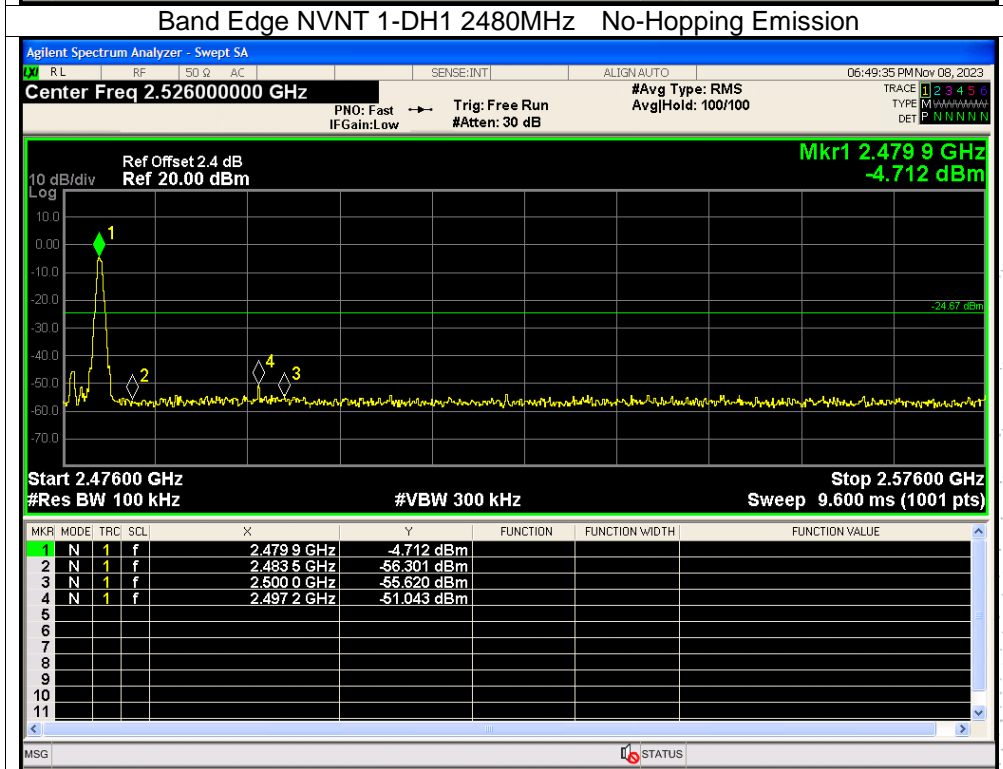 Band Edge NVNT 1-DH1 2480MHz No-Hopping Emission
Agilent Spectrum Analyzer - Swept SA
LXI RL RF 50 Ω AC SENSE:INT ALIGN AUTO 06:49:35 PM Nov 08, 2023
Center Freq 2.526000000 GHz #Avg Type: RMS TRACE 1 2 3 4 5 6
PNO: Fast Trig: Free Run Avg|Hold: 100/100 TYPE M WWWWW
IFGain:Low #Atten: 30 dB DET P N N N N N
Mkr1 2.479 9 GHz
-4.712 dBm
Ref Offset 2.4 dB
10 dB/div Ref 20.00 dBm
Log
10.0
0.00
-10.0
-20.0
-30.0
-40.0
-50.0
-60.0
-70.0
1
-24.67 dBm
2
4
3
Start 2.47600 GHz Stop 2.57600 GHz
#Res BW 100 kHz #VBW 300 kHz Sweep 9.600 ms (1001 pts)
MKR MODE TRC SCL X Y FUNCTION FUNCTION WIDTH FUNCTION VALUE
1 N 1 f 2.479 9 GHz -4.712 dBm
2 N 1 f 2.483 5 GHz -56.301 dBm
3 N 1 f 2.500 0 GHz -55.620 dBm
4 N 1 f 2.497 2 GHz -51.043 dBm
5
6
7
8
9
10
11
MSG STATUS